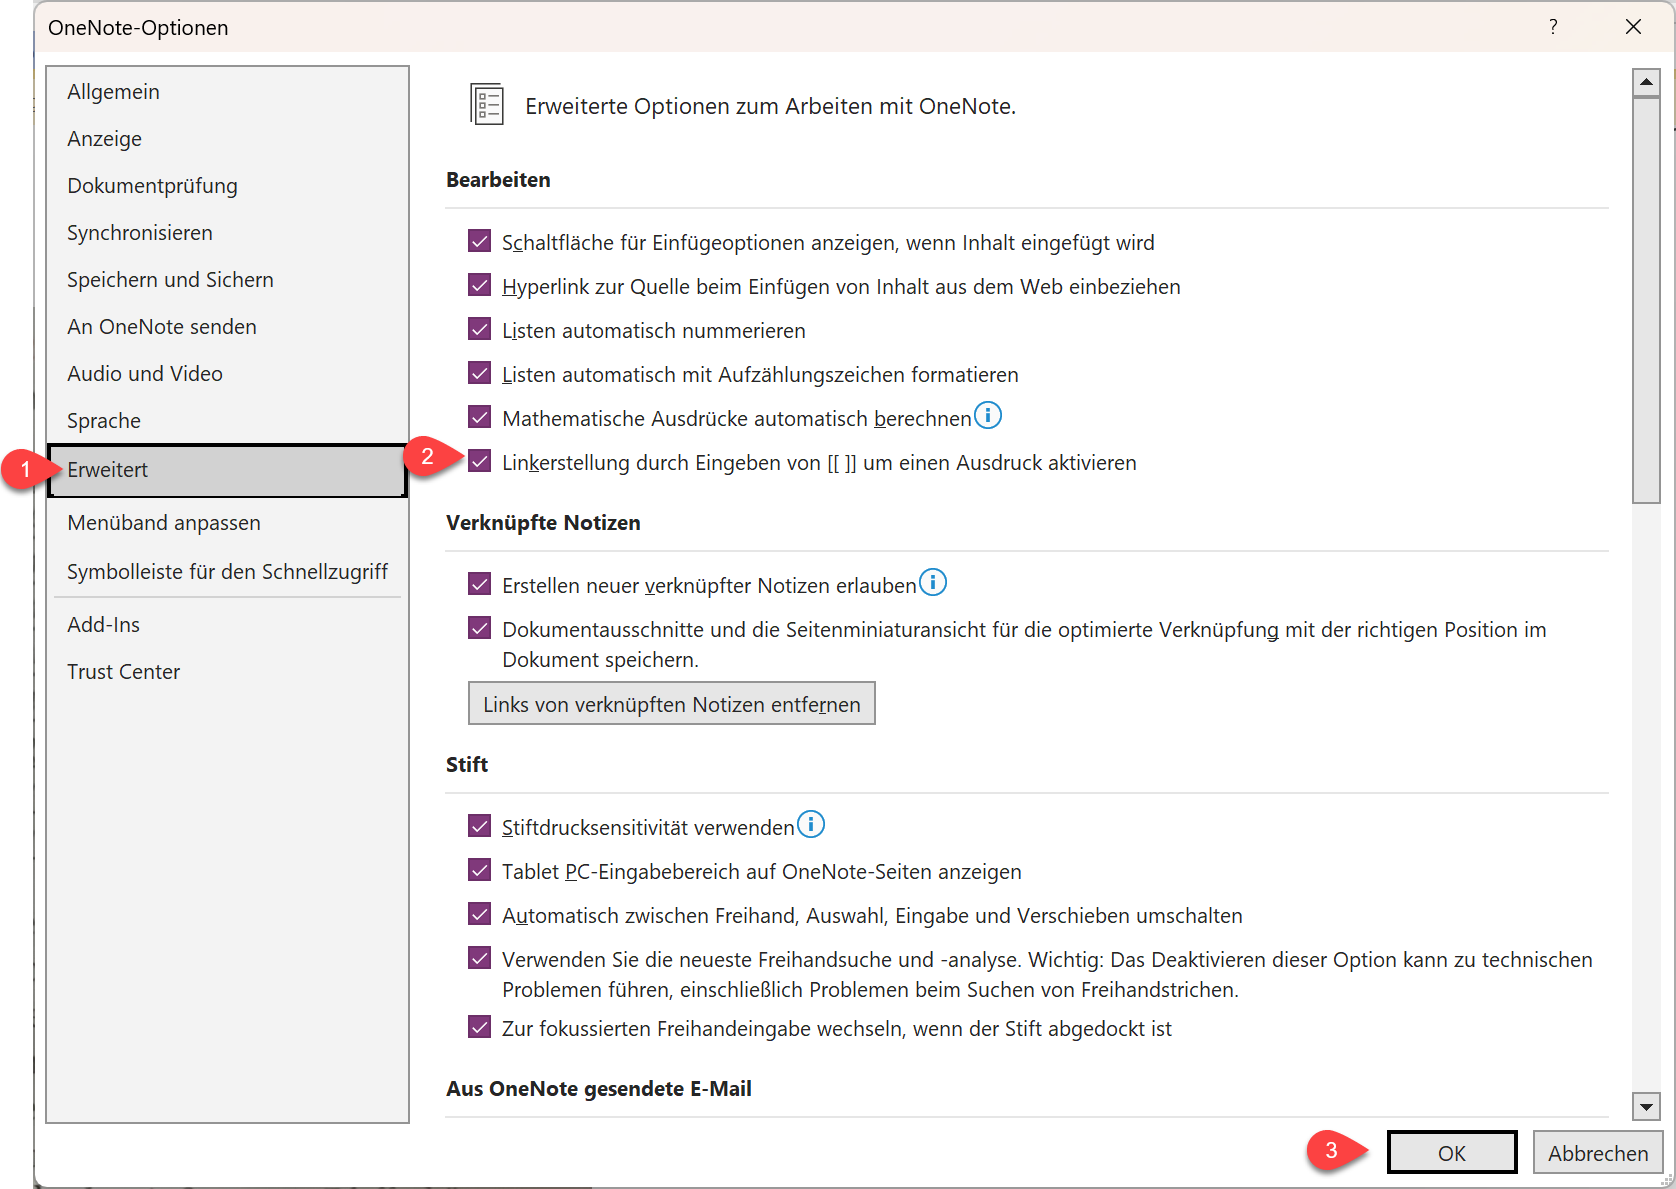 OneNote-Optionen
?
Allgemein
Anzeige
Dokumentprüfung
Synchronisieren
Speichern und Sichern
An OneNote senden
Audio und Video
Sprache
1
Erweitert
Menüband anpassen
Symbolleiste für den Schnellzugriff
Add-Ins
Trust Center
Erweiterte Optionen zum Arbeiten mit OneNote.
Bearbeiten
Schaltfläche für Einfügeoptionen anzeigen, wenn Inhalt eingefügt wird
Hyperlink zur Quelle beim Einfügen von Inhalt aus dem Web einbeziehen
Listen automatisch nummerieren
Listen automatisch mit Aufzählungszeichen formatieren
Mathematische Ausdrücke automatisch berechnen
2
Linkerstellung durch Eingeben von [[ ]] um einen Ausdruck aktivieren
Verknüpfte Notizen
Erstellen neuer verknüpfter Notizen erlauben
Dokumentausschnitte und die Seitenminiaturansicht für die optimierte Verknüpfung mit der richtigen Position im
Dokument speichern.
Links von verknüpften Notizen entfernen
Stift
Stiftdrucksensitivität verwenden
Tablet PC-Eingabebereich auf OneNote-Seiten anzeigen
Automatisch zwischen Freihand, Auswahl, Eingabe und Verschieben umschalten
Verwenden Sie die neueste Freihandsuche und -analyse. Wichtig: Das Deaktivieren dieser Option kann zu technischen
Problemen führen, einschließlich Problemen beim Suchen von Freihandstrichen.
Zur fokussierten Freihandeingabe wechseln, wenn der Stift abgedockt ist
Aus OneNote gesendete E-Mail
3
OK
Abbrechen